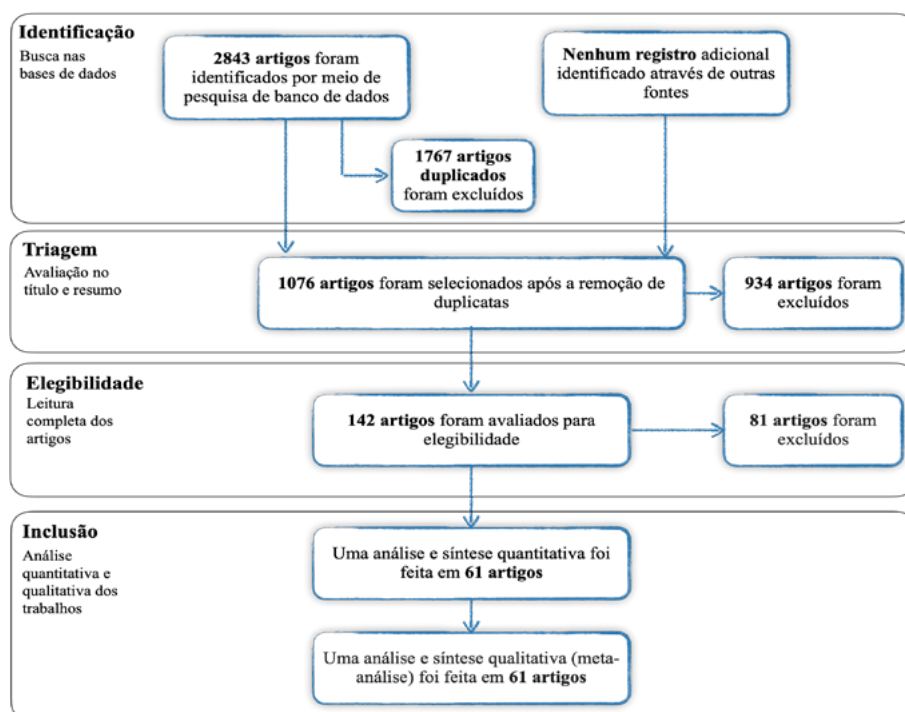 Identificação
Busca nas
bases de dados
2843 artigos foram
identificados por meio de
pesquisa de banco de dados
Nenhum registro adicional
identificado através de outras
fontes
1767 artigos
duplicados
foram excluídos
Triagem
Avaliação no
título e resumo
1076 artigos foram selecionados após a remoção de
duplicatas
934 artigos foram
excluídos
Elegibilidade
Leitura
completa dos
artigos
142 artigos foram avaliados para
elegibilidade
81 artigos foram
excluídos
Inclusão
Análise
quantitativa e
qualitativa dos
trabalhos
Uma análise e síntese quantitativa foi
feita em 61 artigos
Uma análise e síntese qualitativa (meta-
análise) foi feita em 61 artigos